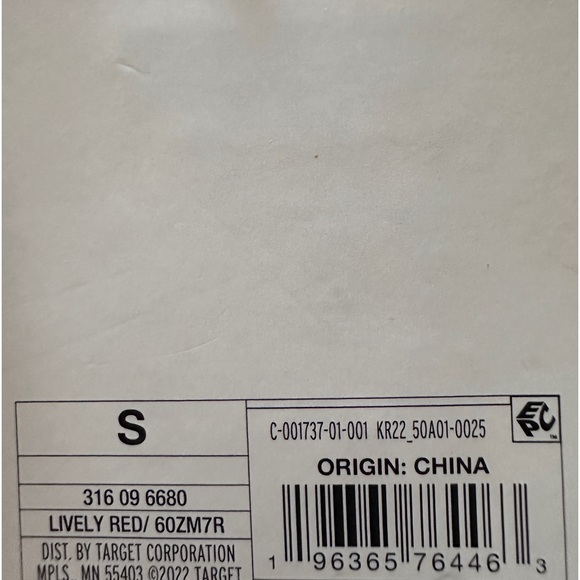 S
316 09 6680
LIVELY RED/ 60ZM7R
DIST. BY TARGET CORPORATION
MPLS, MN 55403 ©2022 TARGET
C-001737-01-001 KR22_50A01-0025
EPC™
ORIGIN: CHINA
1 96365 76446 3